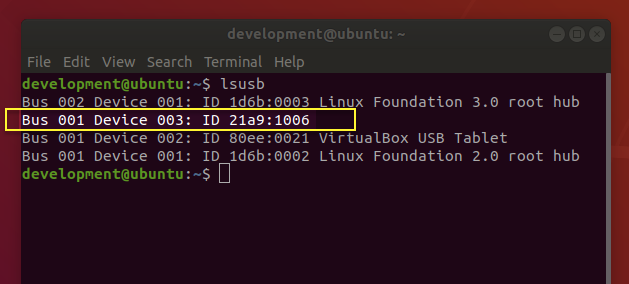 development@ubuntu: ~
File Edit View Search Terminal Help
development@ubuntu:~$ lsusb
Bus 002 Device 001: ID 1d6b:0003 Linux Foundation 3.0 root hub
Bus 001 Device 003: ID 21a9:1006
Bus 001 Device 002: ID 80ee:0021 VirtualBox USB Tablet
Bus 001 Device 001: ID 1d6b:0002 Linux Foundation 2.0 root hub
development@ubuntu:~$